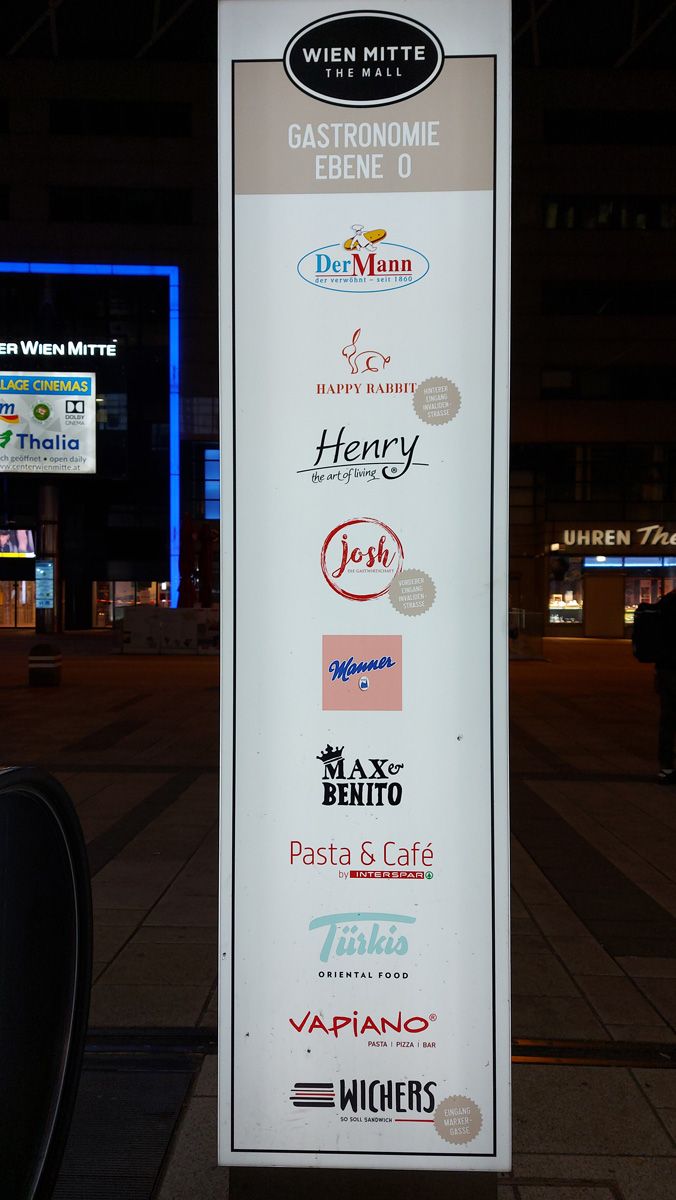 WIEN MITTE
THE MALL
GASTRONOMIE
EBENE 0
DerMann
der verwöhnt – seit 1860
HAPPY RABBIT
HINTERER
EINGANG
INVALIDEN-
STRASSE
Henry
the art of living
®
josh
THE GASTWIRTSCHAFT
VORDERER
EINGANG
INVALIDEN-
STRASSE
Manner
MAX &
BENITO
Pasta & Café
by INTERSPAR
Türkis
ORIENTAL FOOD
VAPIANO®
PASTA | PIZZA | BAR
WICHERS
SO SOLL SANDWICH
EINGANG
MARXER-
GASSE
ER WIEN MITTE
LAGE CINEMAS
m
DOLBY
CINEMA
Thalia
ch geöffnet • open daily
www.centerwienmitte.at
UHREN The